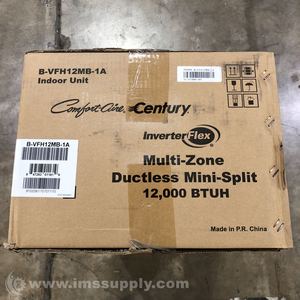 B-VFH12MB-1A
Indoor Unit
Comfort-Aire Century
InverterFlex
B-VFH12MB-1A
Multi-Zone
Ductless Mini-Split
12,000 BTUH
Made in P.R. China
© www.imssupply.com